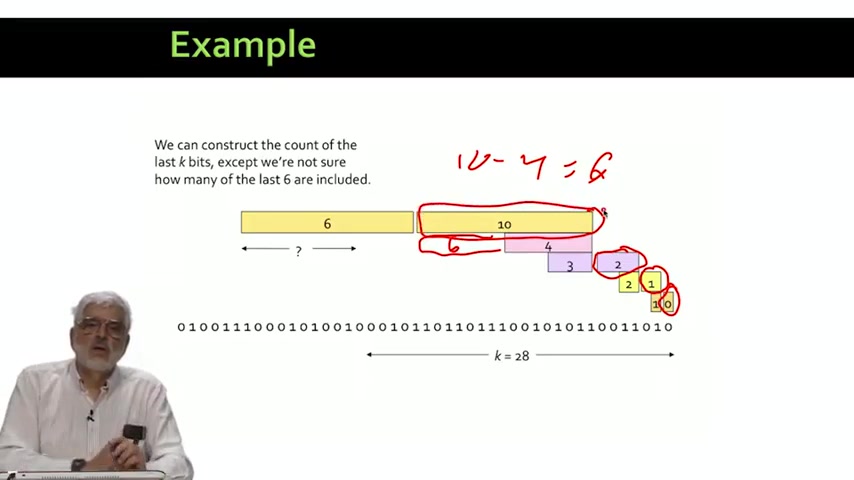 Example
We can construct the count of the
last k bits, except we're not sure
how many of the last 6 are included.
10 - 4 = 6
6 10
? 6 4
3 2
2 1
1 0
010011100010100100010110110111001010110011010
k = 28